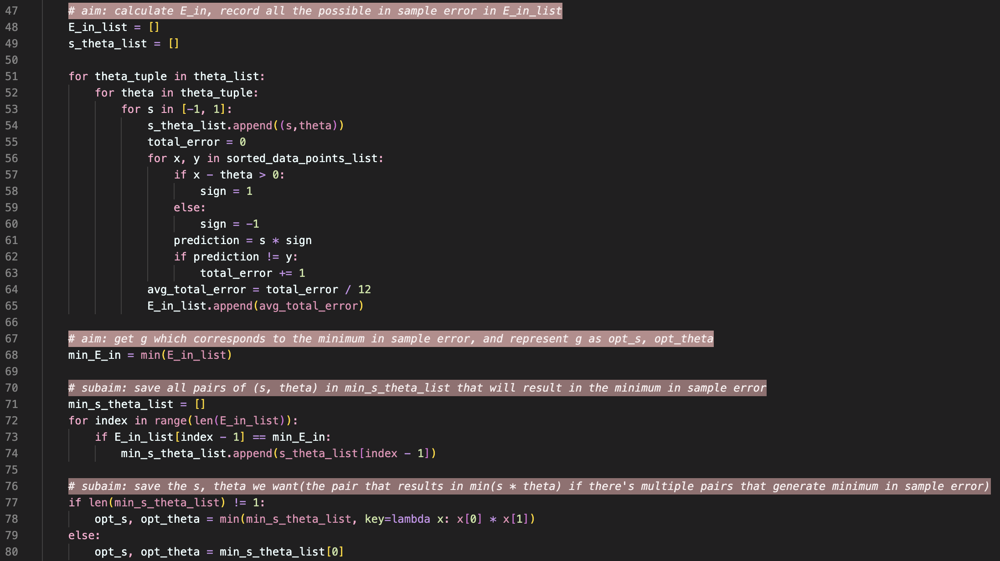 47 # aim: calculate E_in, record all the possible in sample error in E_in_list
48 E_in_list = []
49 s_theta_list = []
50
51 for theta_tuple in theta_list:
52     for theta in theta_tuple:
53         for s in [-1, 1]:
54             s_theta_list.append((s,theta))
55             total_error = 0
56             for x, y in sorted_data_points_list:
57                 if x - theta > 0:
58                     sign = 1
59                 else:
60                     sign = -1
61                 prediction = s * sign
62                 if prediction != y:
63                     total_error += 1
64             avg_total_error = total_error / 12
65             E_in_list.append(avg_total_error)
66
67 # aim: get g which corresponds to the minimum in sample error, and represent g as opt_s, opt_theta
68 min_E_in = min(E_in_list)
69
70 # subaim: save all pairs of (s, theta) in min_s_theta_list that will result in the minimum in sample error
71 min_s_theta_list = []
72 for index in range(len(E_in_list)):
73     if E_in_list[index - 1] == min_E_in:
74         min_s_theta_list.append(s_theta_list[index - 1])
75
76 # subaim: save the s, theta we want(the pair that results in min(s * theta) if there's multiple pairs that generate minimum in sample error)
77 if len(min_s_theta_list) != 1:
78     opt_s, opt_theta = min(min_s_theta_list, key=lambda x: x[0] * x[1])
79 else:
80     opt_s, opt_theta = min_s_theta_list[0]